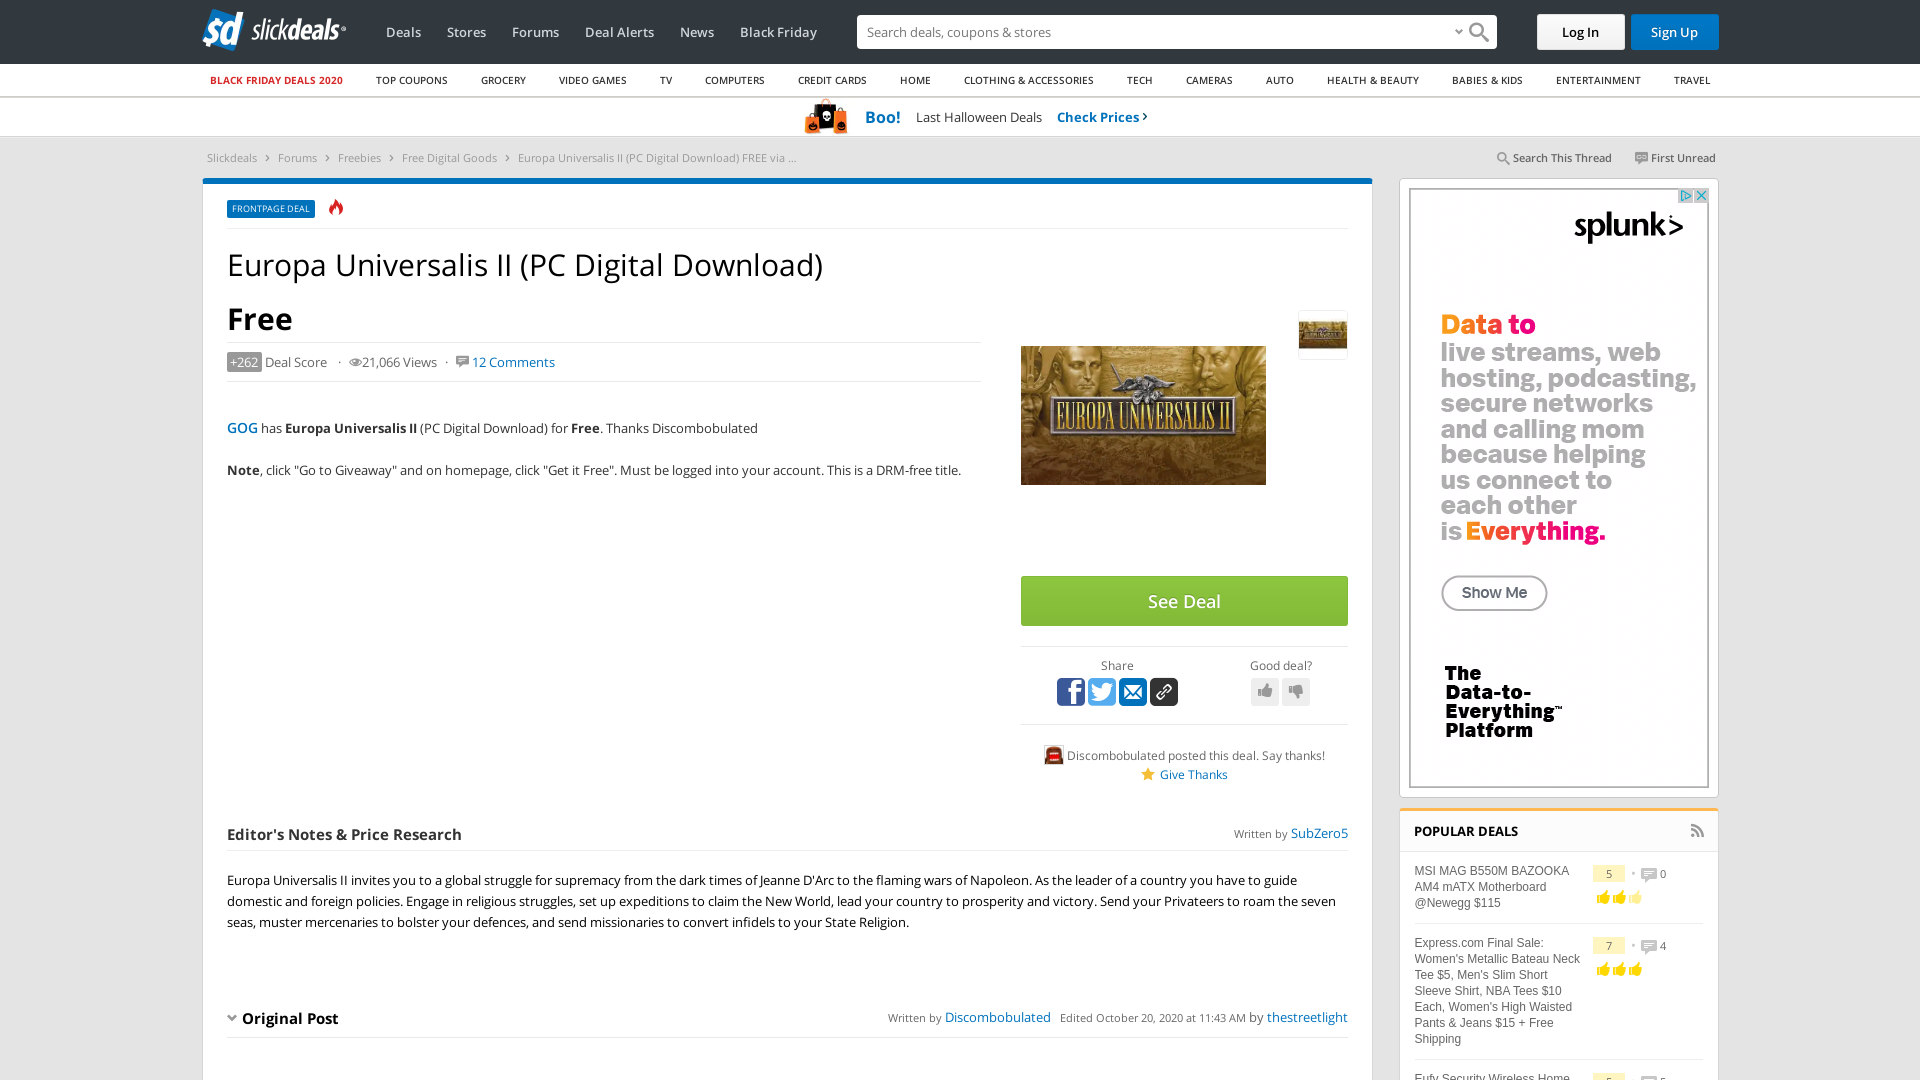 sd slickdeals
Deals Stores Forums Deal Alerts News Black Friday
Search deals, coupons & shops
Log In Sign Up
BLACK FRIDAY DEALS 2020 TOP COUPONS GROCERY VIDEO GAMES TV COMPUTERS CREDIT CARDS HOME CLOTHING & ACCESSORIES TECH CAMERAS AUTO HEALTH & BEAUTY BABIES & KIDS ENTERTAINMENT TRAVEL
Boo! Last Halloween Deals Check Prices
Slickdeals > Forums > Freebies > Free Digital Goods > Europa Universalis II (PC Digital Download) FREE via ...
Search This Thread First Unread
FRONTPAGE DEAL
Europa Universalis II (PC Digital Download)
Free
+262 Deal Score · 21,066 Views · 12 Comments
GOG has Europa Universalis II (PC Digital Download) for Free. Thanks Discombobulated
Note, click "Go to Giveaway" and on homepage, click "Get it Free". Must be logged into your account. This is a DRM-free title.
EUROPA UNIVERSALIS II
See Deal
Share Good deal?
Discombobulated posted this deal. Say thanks!
Give Thanks
Editor's Notes & Price Research
Written by SubZero5
Europa Universalis II invites you to a global struggle for supremacy from the dark times of Jeanne D'Arc to the flaming wars of Napoleon. As the leader of a country you have to guide
domestic and foreign policies. Engage in religious struggles, set up expeditions to claim the New World, lead your country to prosperity and victory. Send your Privateers to roam the seven
seas, muster mercenaries to bolster your defences, and send missionaries to convert infidels to your State Religion.
Original Post
Written by Discombobulated Edited October 20, 2020 at 11:43 AM by thestreetlight
splunk>
Data to
live streams, web
hosting, podcasting,
secure networks
and calling mom
because helping
us connect to
each other
is Everything.
Show Me
The
Data-to-
Everything™
Platform
POPULAR DEALS
MSI MAG B550M BAZOOKA
AM4 mATX Motherboard
@Newegg $115
5 • 0
Express.com Final Sale:
Women's Metallic Bateau Neck
Tee $5, Men's Slim Short
Sleeve Shirt, NBA Tees $10
Each, Women's High Waisted
Pants & Jeans $15 + Free
Shipping
7 • 4
Eufy Security Wireless Home